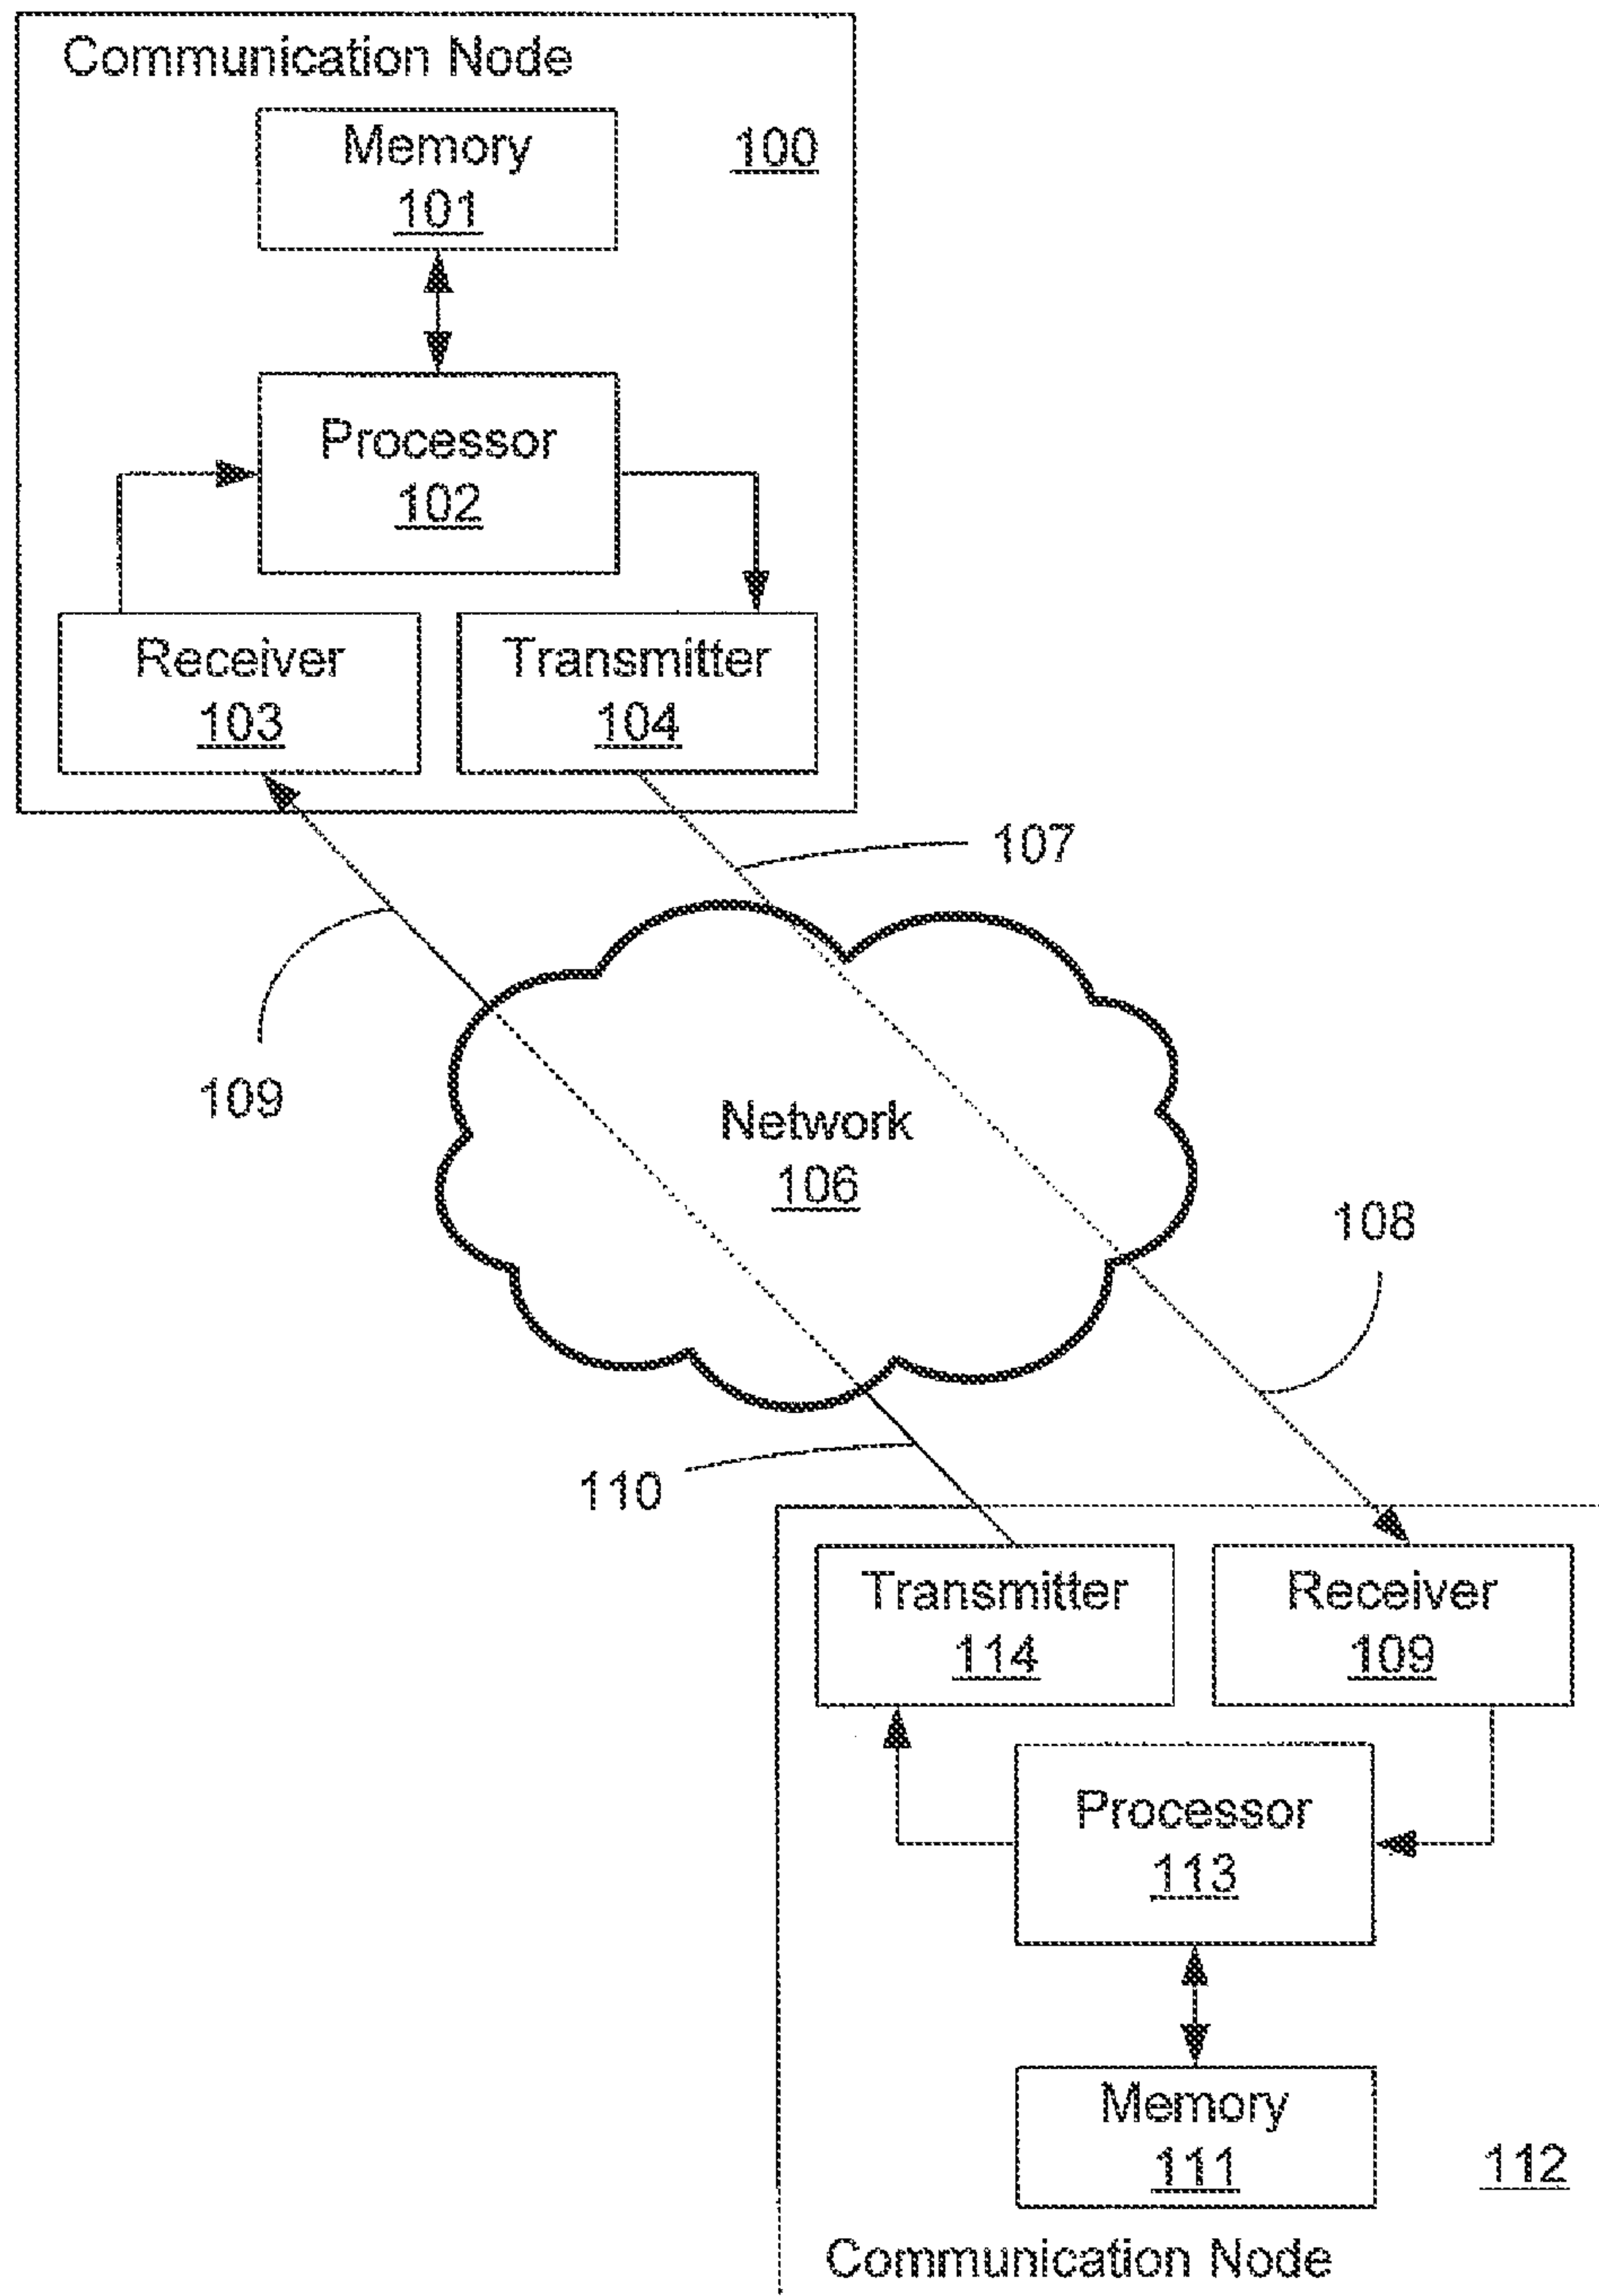 Communication Node
Memory
101
100
Processor
102
Receiver
103
Transmitter
104
107
109
Network
106
108
110
Transmitter
114
Receiver
109
Processor
113
Memory
111
112
Communication Node